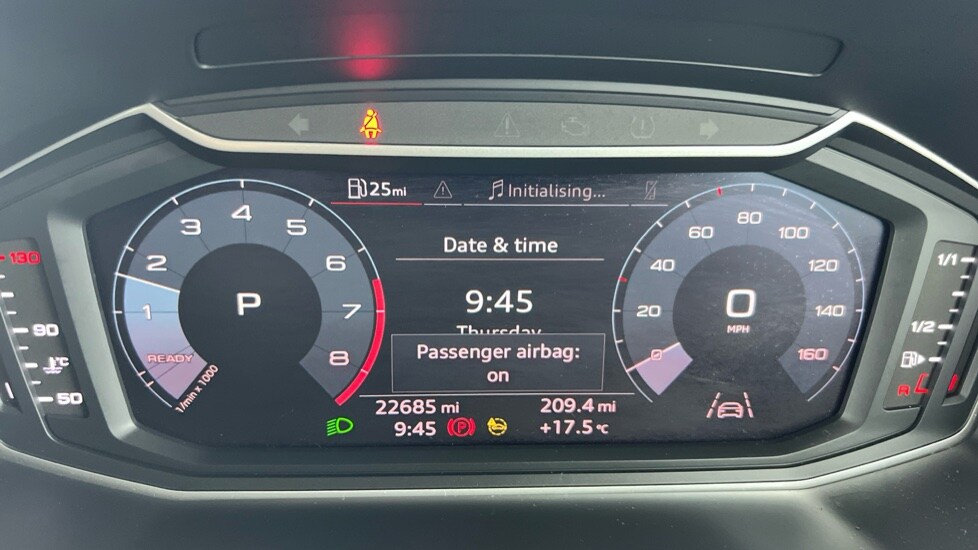 25mi
Initialising...
Date & time
9:45
Thursday
Passenger airbag:
on
22685 mi
209.4 mi
9:45
(P)
+17.5°C
1
2
3
4
5
6
7
8
READY
1/min x 1000
P
0
20
40
60
80
100
120
140
160
0
MPH
130
90
°C
50
1/1
1/2
R